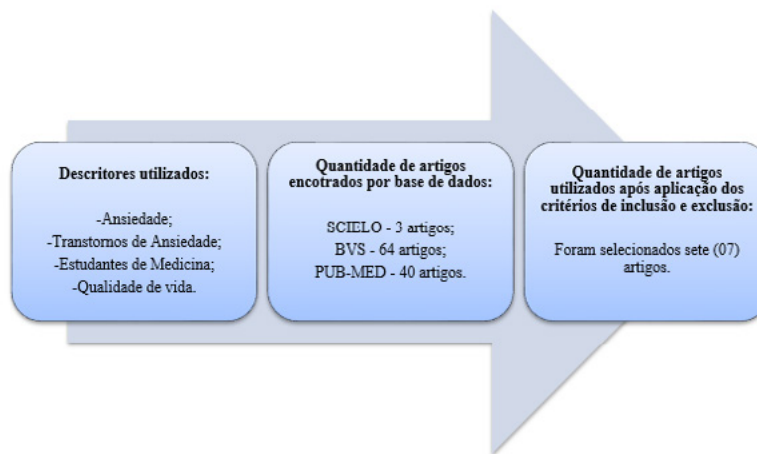 Descritores utilizados:
-Ansiedade;
-Transtornos de Ansiedade;
-Estudantes de Medicina;
-Qualidade de vida.
Quantidade de artigos
encotrados por base de dados:
SCIELO - 3 artigos;
BVS - 64 artigos;
PUB-MED - 40 artigos.
Quantidade de artigos
utilizados após aplicação dos
critérios de inclusão e exclusão:
Foram selecionados sete (07)
artigos.